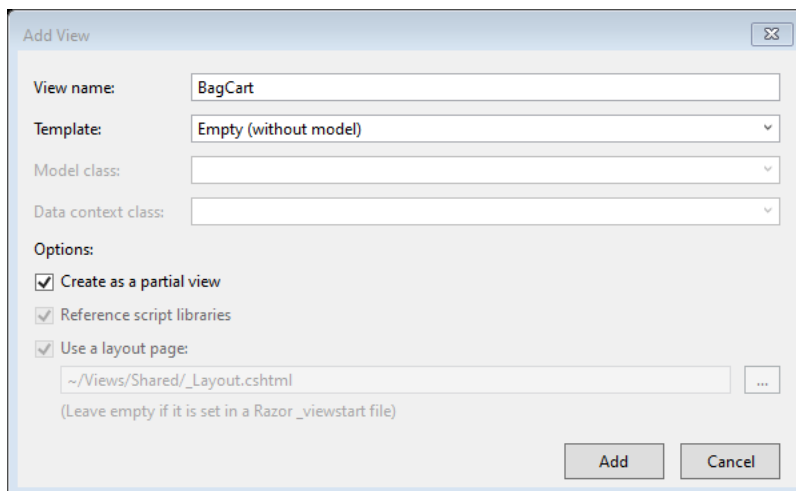 Add View
View name: BagCart
Template: Empty (without model)
Model class:
Data context class:
Options:
Create as a partial view
Reference script libraries
Use a layout page:
~/Views/Shared/_Layout.cshtml ...
(Leave empty if it is set in a Razor _viewstart file)
Add Cancel